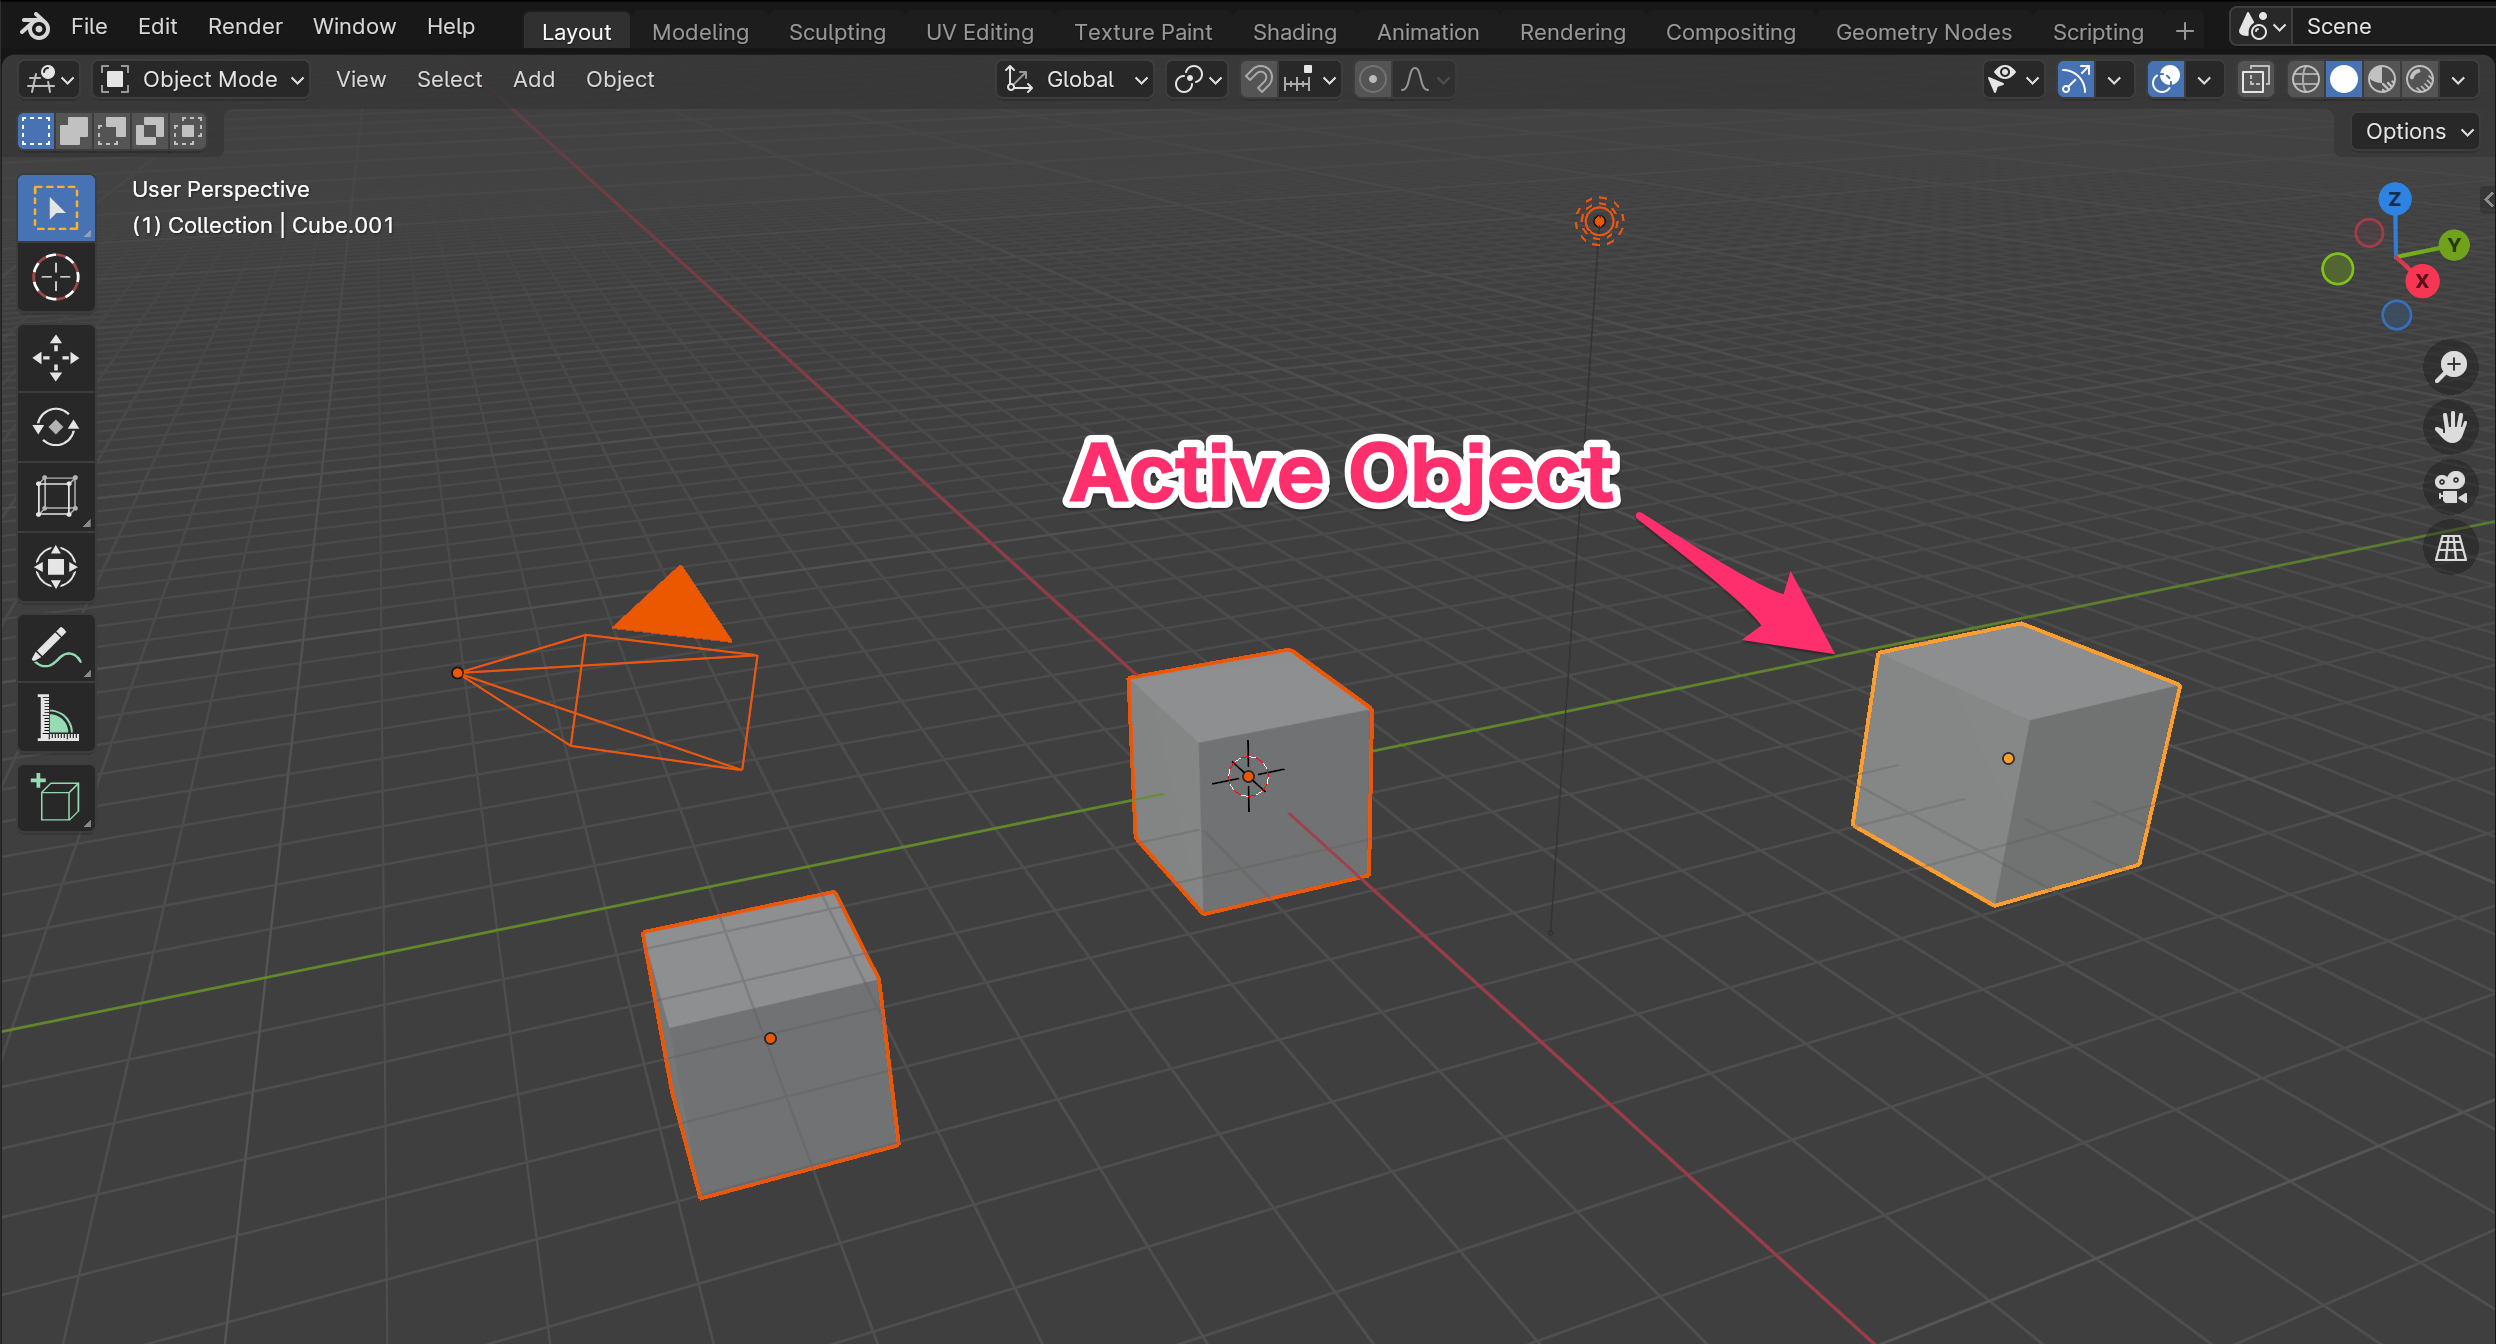 File Edit Render Window Help Layout Modeling Sculpting UV Editing Texture Paint Shading Animation Rendering Compositing Geometry Nodes Scripting + Scene
Object Mode View Select Add Object Global
Options
User Perspective
(1) Collection | Cube.001
Z
Y
X
Active Object